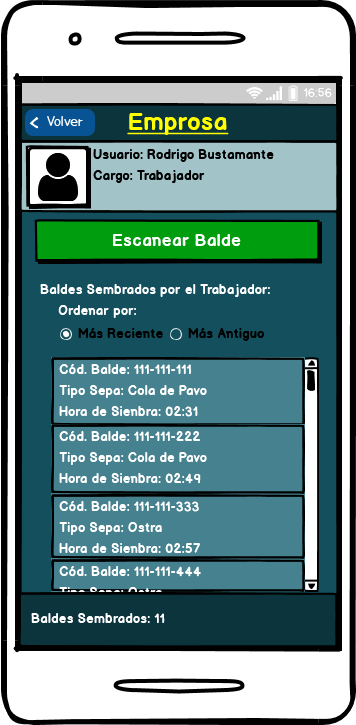 16:56
Volver
Emprosa
Usuario: Rodrigo Bustamante
Cargo: Trabajador
Escanear Balde
Baldes Sembrados por el Trabajador:
Ordenar por:
Más Reciente Más Antiguo
Cód. Balde: 111-111-111
Tipo Sepa: Cola de Pavo
Hora de Sienbra: 02:31
Cód. Balde: 111-111-222
Tipo Sepa: Cola de Pavo
Hora de Sienbra: 02:49
Cód. Balde: 111-111-333
Tipo Sepa: Ostra
Hora de Sienbra: 02:57
Cód. Balde: 111-111-444
Tipo Sepa: Ostra
Baldes Sembrados: 11